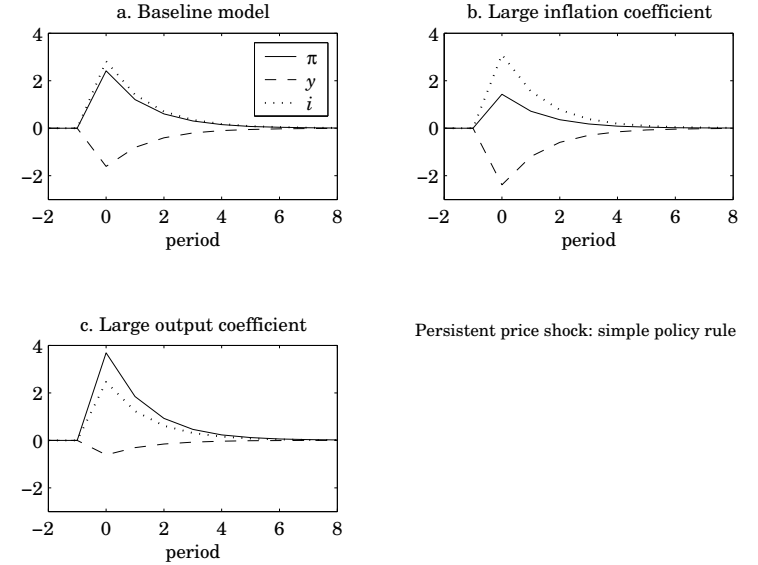 a. Baseline model
4
2
0
−2
−2 0 2 4 6 8
period
π
y
i
b. Large inflation coefficient
4
2
0
−2
−2 0 2 4 6 8
period
c. Large output coefficient
4
2
0
−2
−2 0 2 4 6 8
period
Persistent price shock: simple policy rule